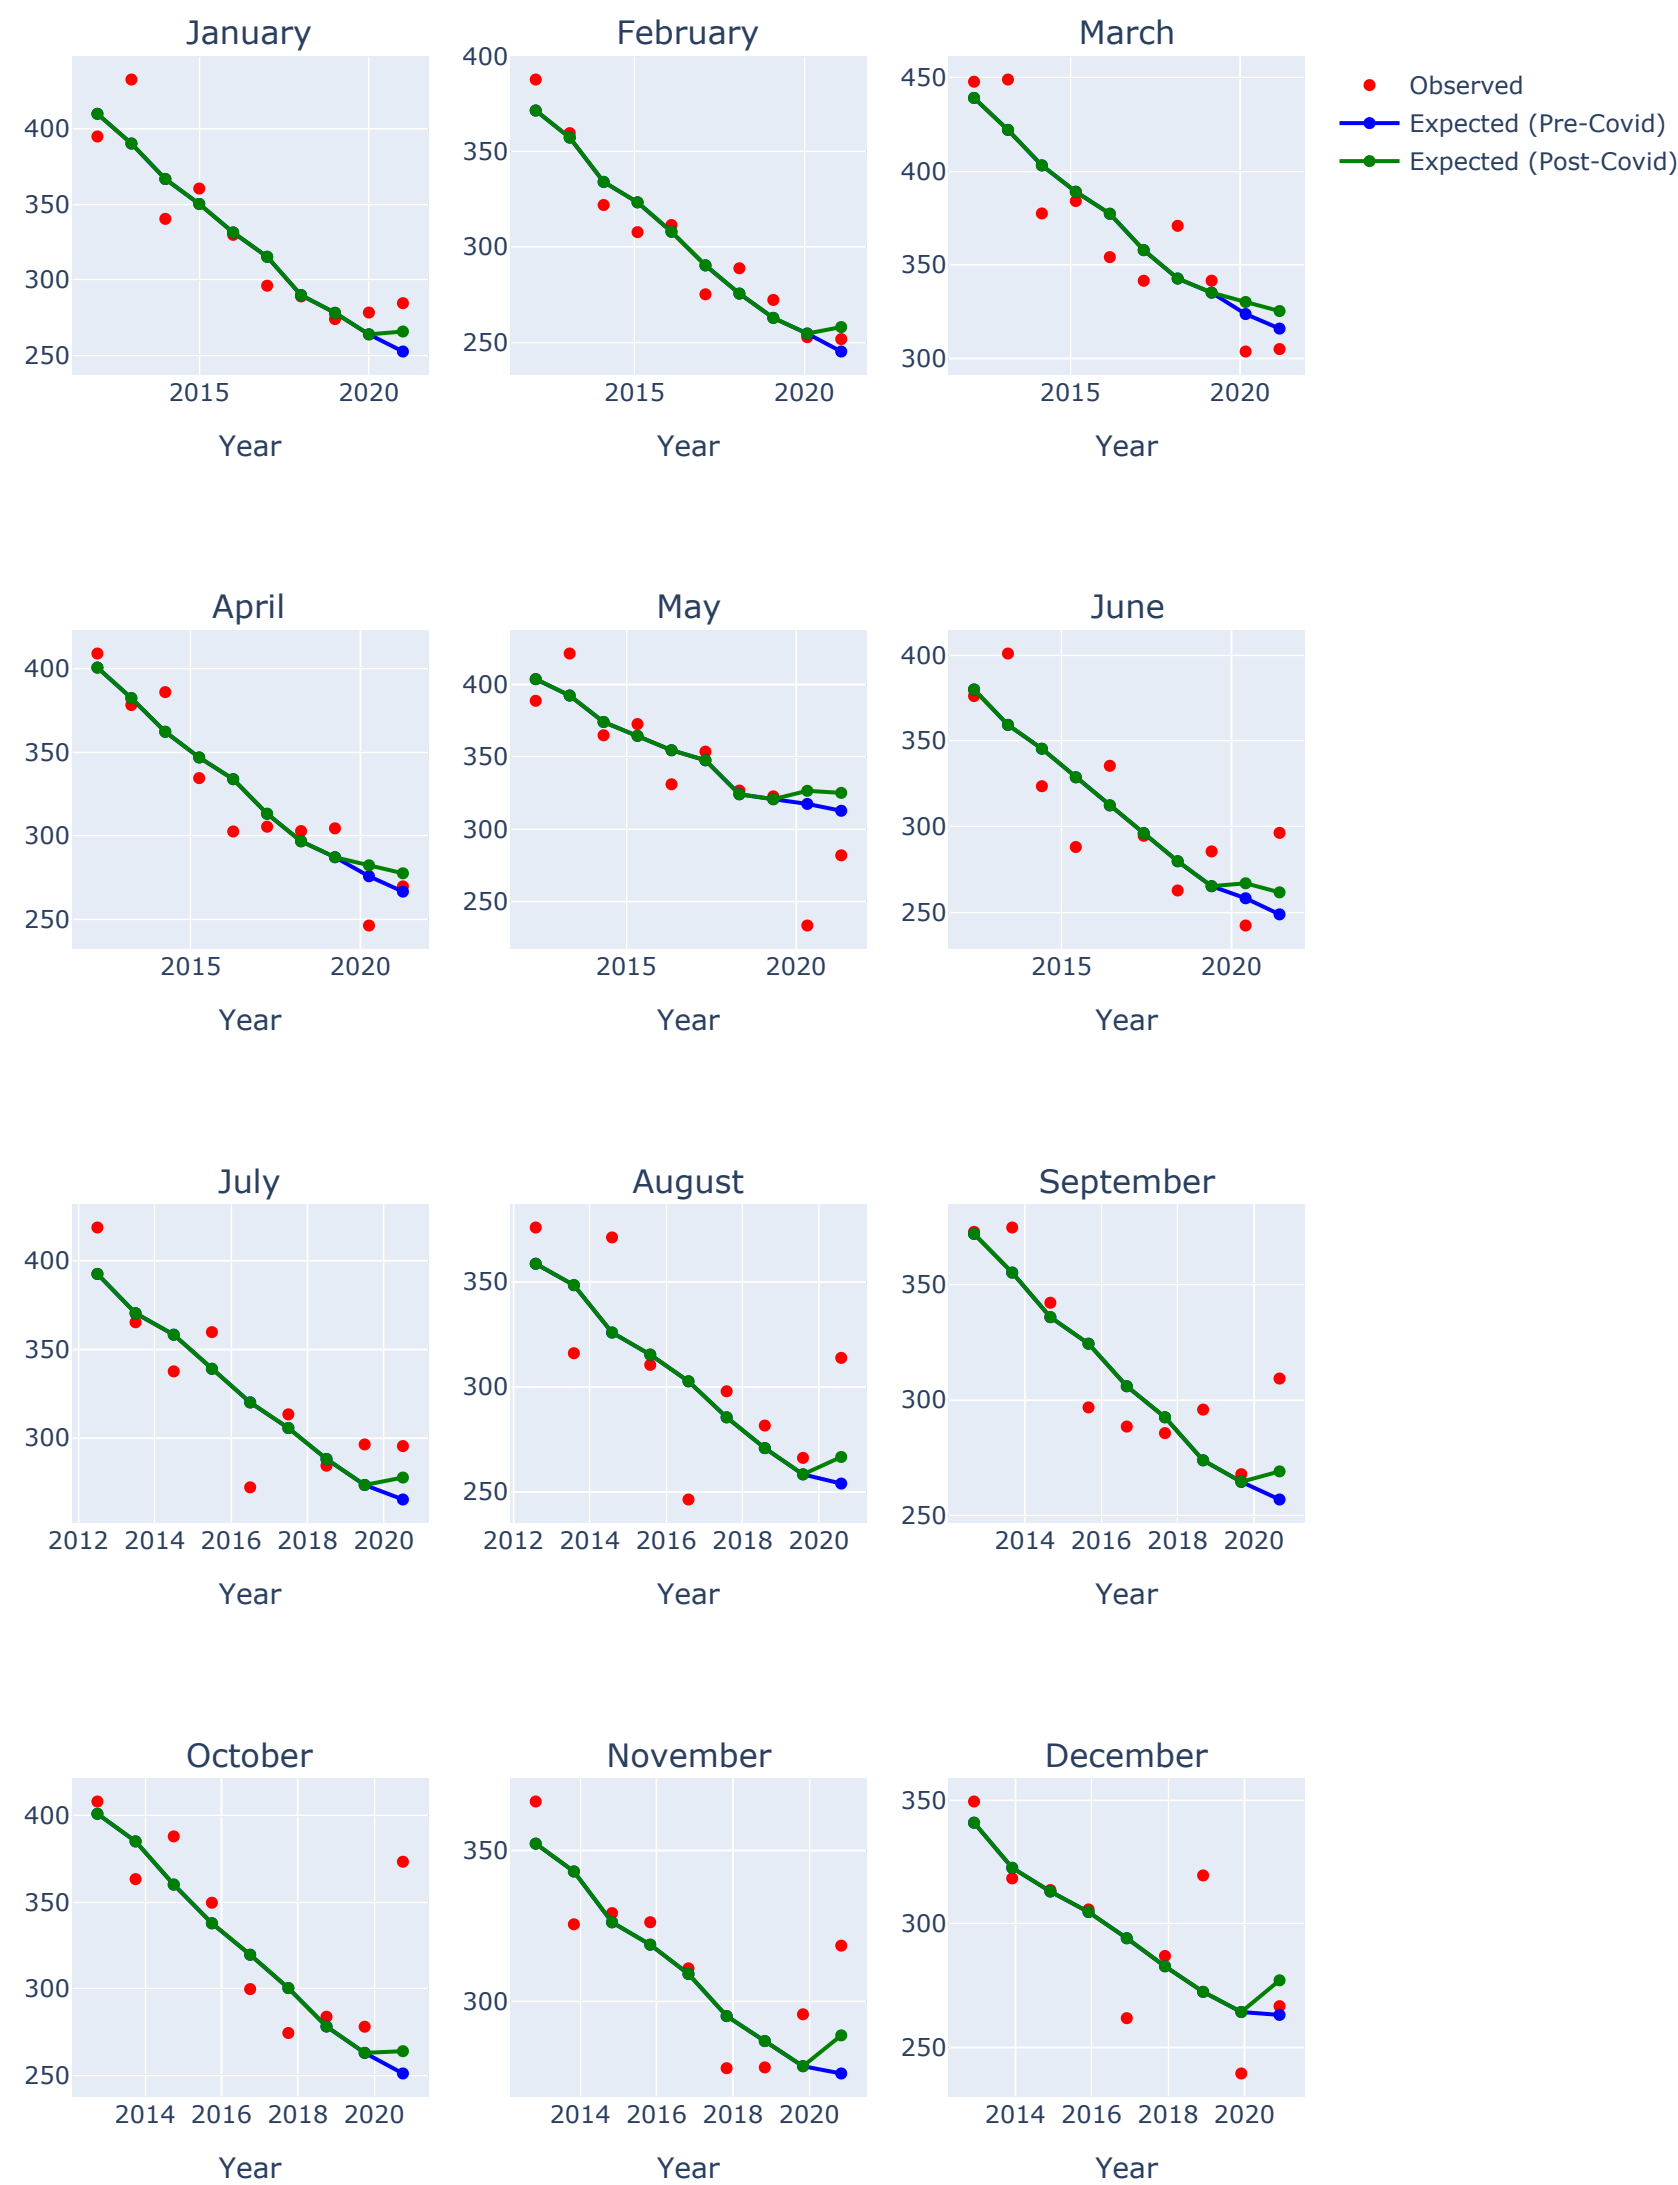 January February March
400
350
300
250
2015 2020
Year
400
350
300
250
2015 2020
Year
450
400
350
300
2015 2020
Year
Observed
Expected (Pre-Covid)
Expected (Post-Covid)
April May June
400
350
300
250
2015 2020
Year
400
350
300
250
2015 2020
Year
400
350
300
250
2015 2020
Year
July August September
400
350
300
2012 2014 2016 2018 2020
Year
350
300
250
2012 2014 2016 2018 2020
Year
350
300
250
2014 2016 2018 2020
Year
October November December
400
350
300
250
2014 2016 2018 2020
Year
350
300
2014 2016 2018 2020
Year
350
300
250
2014 2016 2018 2020
Year